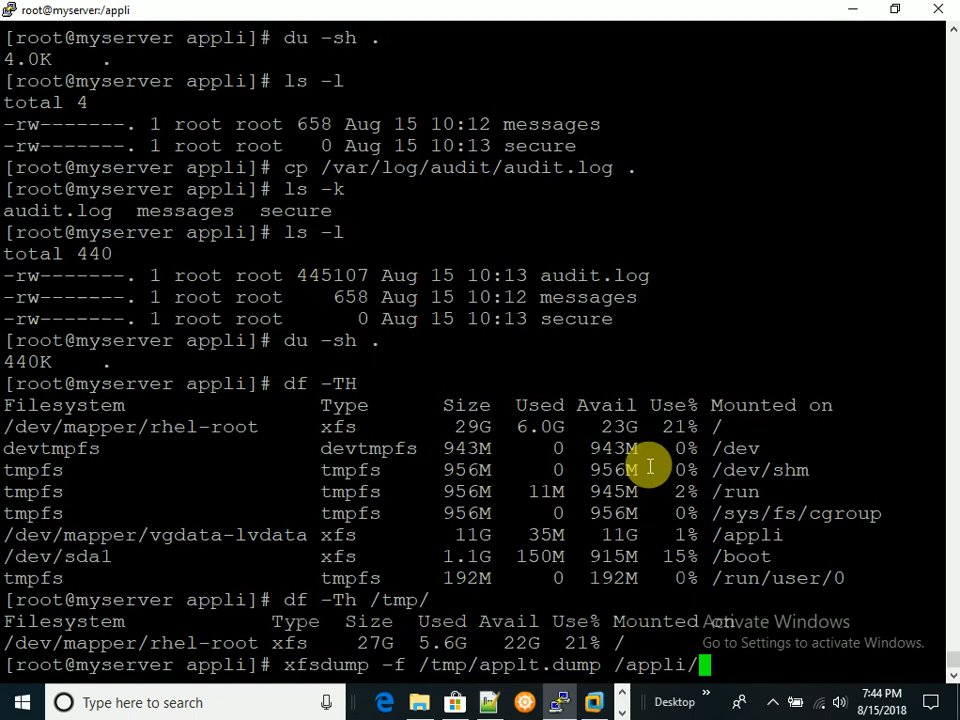 root@myserver:/appli
[root@myserver appli]# du -sh .
4.0K    .
[root@myserver appli]# ls -l
total 4
-rw-------. 1 root root 658 Aug 15 10:12 messages
-rw-------. 1 root root   0 Aug 15 10:13 secure
[root@myserver appli]# cp /var/log/audit/audit.log .
[root@myserver appli]# ls -k
audit.log  messages  secure
[root@myserver appli]# ls -l
total 440
-rw-------. 1 root root 445107 Aug 15 10:13 audit.log
-rw-------. 1 root root    658 Aug 15 10:12 messages
-rw-------. 1 root root      0 Aug 15 10:13 secure
[root@myserver appli]# du -sh .
440K    .
[root@myserver appli]# df -TH
Filesystem                Type      Size  Used Avail Use% Mounted on
/dev/mapper/rhel-root     xfs        29G  6.0G   23G  21% /
devtmpfs                  devtmpfs  943M     0  943M   0% /dev
tmpfs                     tmpfs     956M     0  956M   0% /dev/shm
tmpfs                     tmpfs     956M   11M  945M   2% /run
tmpfs                     tmpfs     956M     0  956M   0% /sys/fs/cgroup
/dev/mapper/vgdata-lvdata xfs        11G   35M   11G   1% /appli
/dev/sda1                 xfs       1.1G  150M  915M  15% /boot
tmpfs                     tmpfs     192M     0  192M   0% /run/user/0
[root@myserver appli]# df -Th /tmp/
Filesystem            Type  Size  Used Avail Use% Mounted on
/dev/mapper/rhel-root xfs    27G  5.6G   22G  21% /
[root@myserver appli]# xfsdump -f /tmp/applt.dump /appli/
Activate Windows
Go to Settings to activate Windows.
Type here to search
Desktop
7:44 PM
8/15/2018